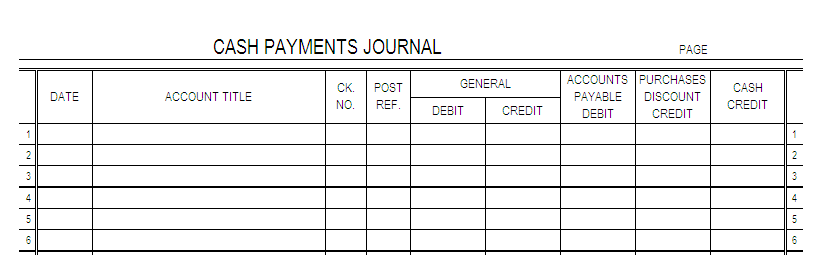 CASH PAYMENTS JOURNAL PAGE
DATE ACCOUNT TITLE CK. NO. POST REF. GENERAL ACCOUNTS PAYABLE DEBIT PURCHASES DISCOUNT CREDIT CASH CREDIT
DEBIT CREDIT
1 1
2 2
3 3
4 4
5 5
6 6